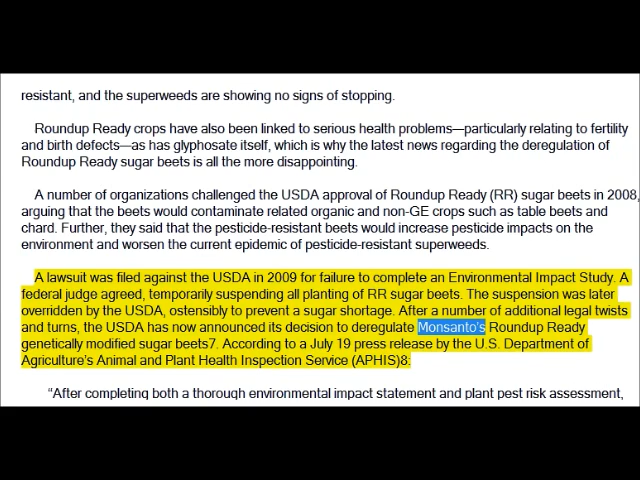 resistant, and the superweeds are showing no signs of stopping.
Roundup Ready crops have also been linked to serious health problems—particularly relating to fertility
and birth defects—as has glyphosate itself, which is why the latest news regarding the deregulation of
Roundup Ready sugar beets is all the more disappointing.
A number of organizations challenged the USDA approval of Roundup Ready (RR) sugar beets in 2008,
arguing that the beets would contaminate related organic and non-GE crops such as table beets and
chard. Further, they said that the pesticide-resistant beets would increase pesticide impacts on the
environment and worsen the current epidemic of pesticide-resistant superweeds.
A lawsuit was filed against the USDA in 2009 for failure to complete an Environmental Impact Study. A
federal judge agreed, temporarily suspending all planting of RR sugar beets. The suspension was later
overridden by the USDA, ostensibly to prevent a sugar shortage. After a number of additional legal twists
and turns, the USDA has now announced its decision to deregulate Monsanto's Roundup Ready
genetically modified sugar beets7. According to a July 19 press release by the U.S. Department of
Agriculture's Animal and Plant Health Inspection Service (APHIS)8:
“After completing both a thorough environmental impact statement and plant pest risk assessment,